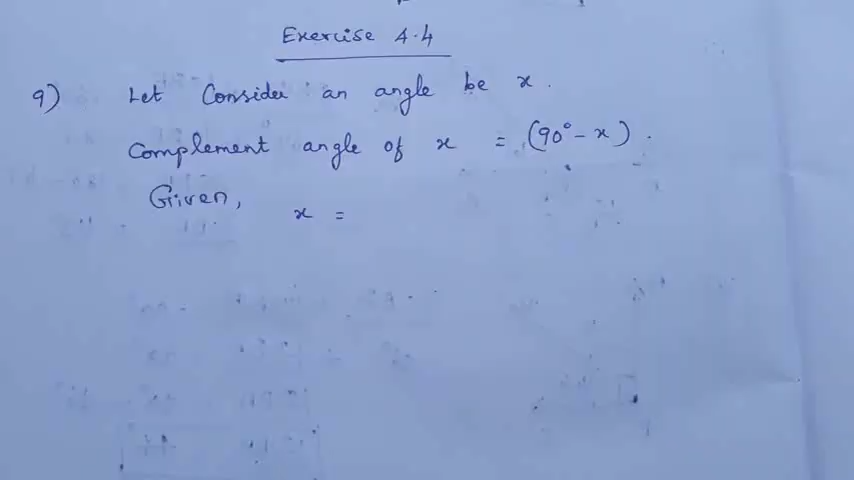 Exercise 4.4
9) Let Consider an angle be x.
Complement angle of x = (90° - x).
Given,
x =